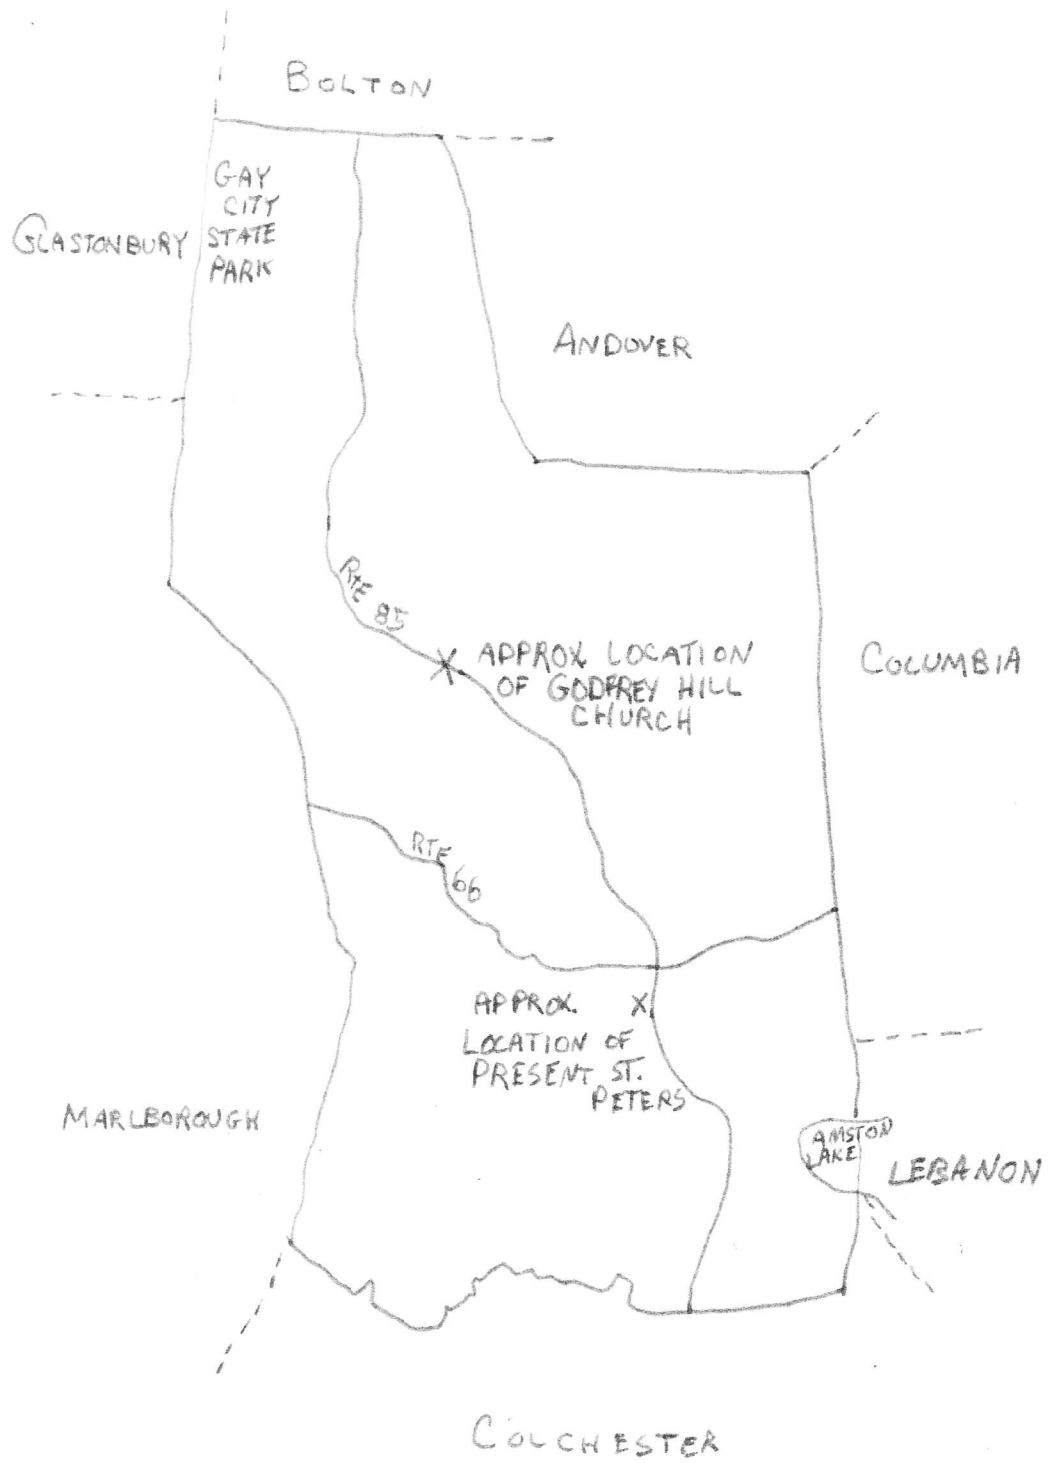 BOLTON
GAY
CITY
STATE
PARK
GLASTONBURY
ANDOVER
RTE
85
APPROX. LOCATION
OF GODFREY HILL
CHURCH
COLUMBIA
RTE
66
APPROX.
LOCATION OF
PRESENT ST.
PETERS
MARLBOROUGH
AMSTON
LAKE
LEBANON
COLCHESTER